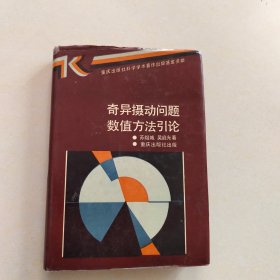 重庆出版社科学学术著作出版基金资助
奇异摄动问题
数值方法引论
●苏煜城 吴启光著
●重庆出版社出版